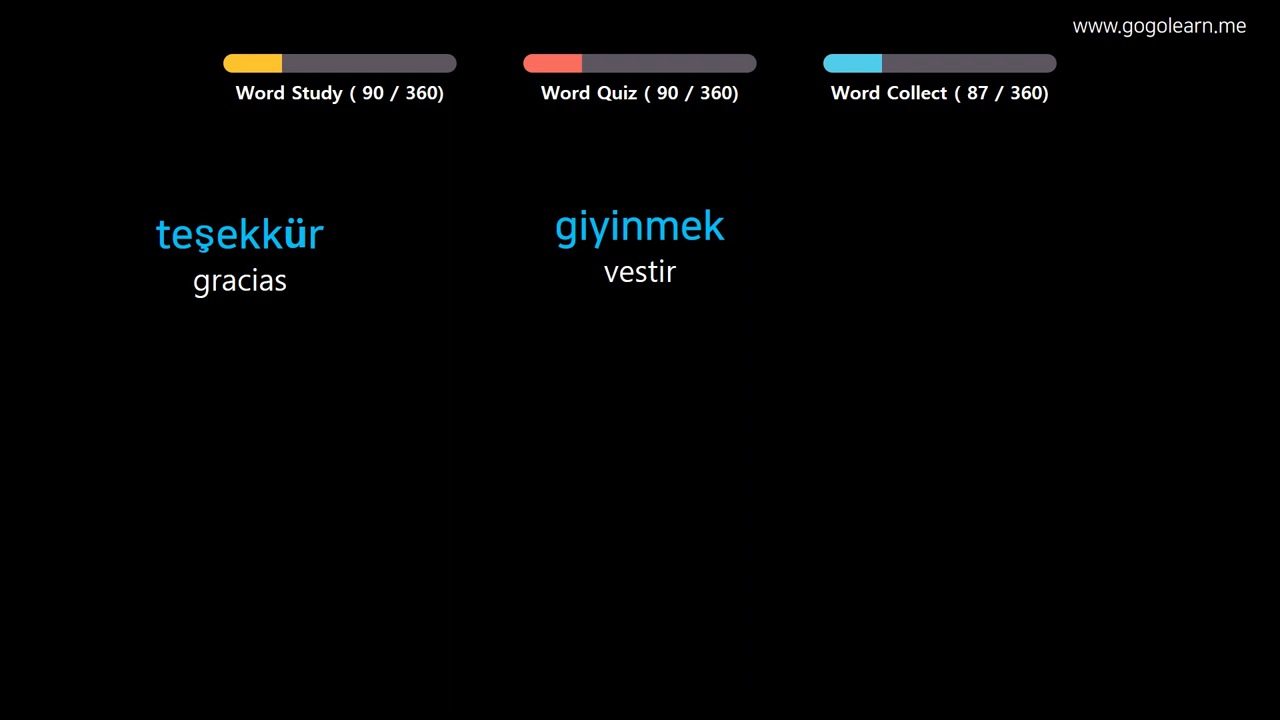 www.gogolearn.me
Word Study ( 90 / 360)
Word Quiz ( 90 / 360)
Word Collect ( 87 / 360)
teşekkür
gracias
giyinmek
vestir